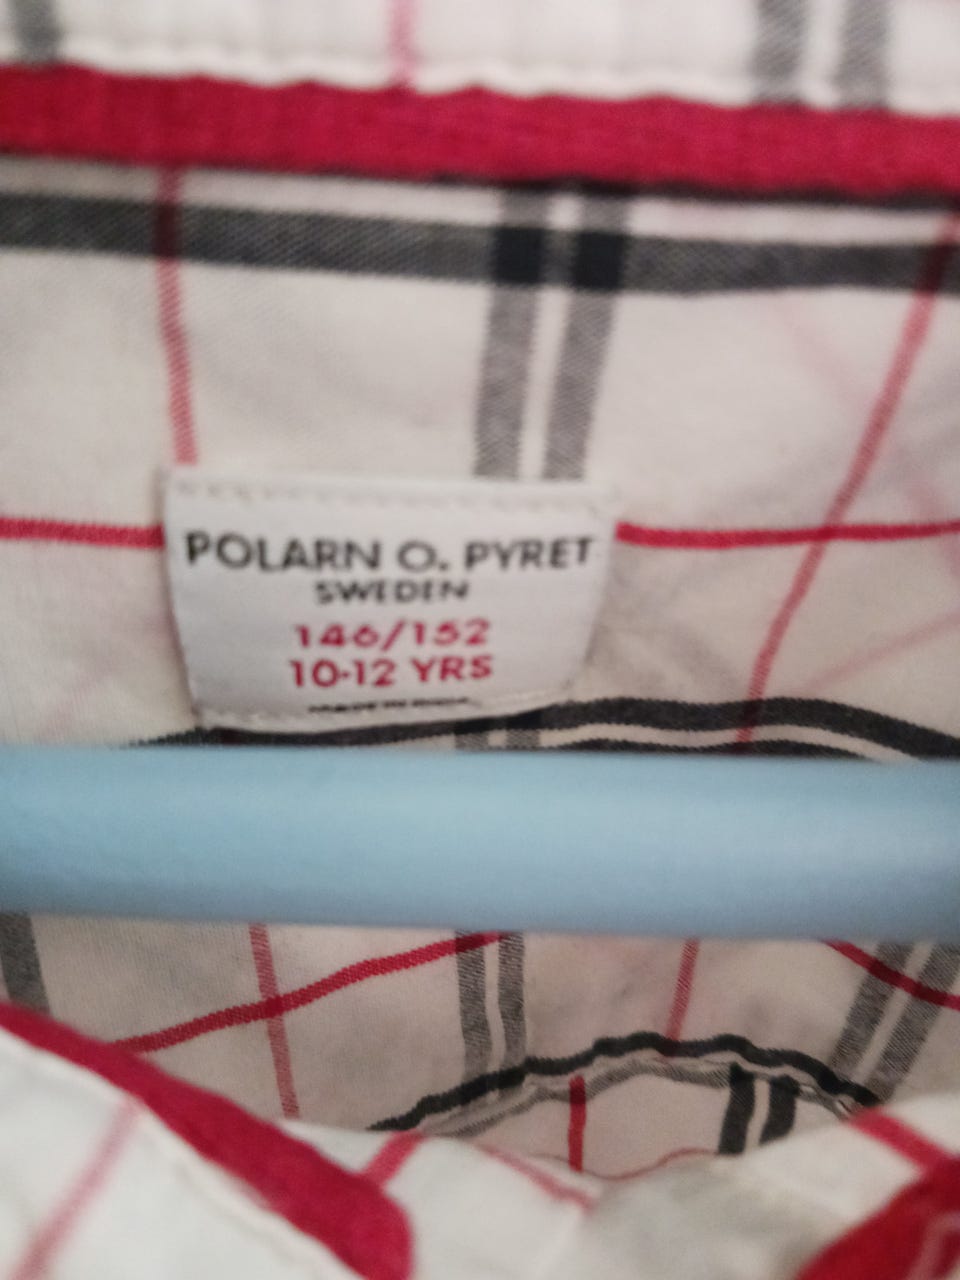 POLARN O. PYRET
SWEDEN
146/152
10-12 YRS